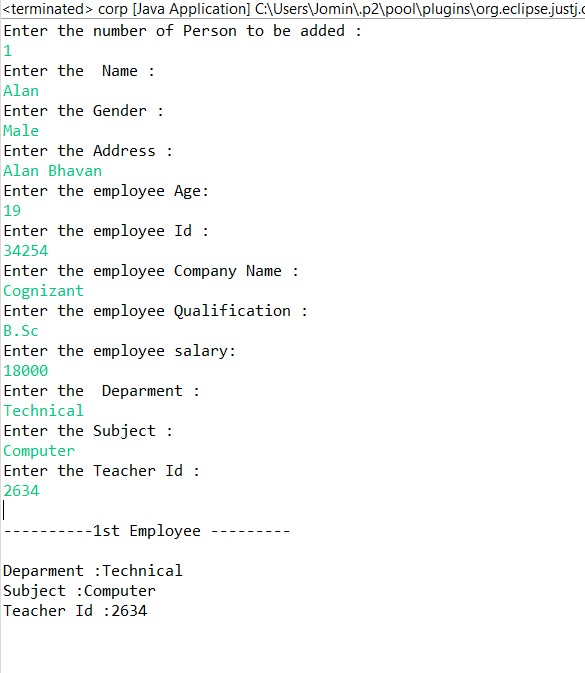 <terminated> corp [Java Application] C:\Users\Jomin\.p2\pool\plugins\org.eclipse.justj.
Enter the number of Person to be added :
1
Enter the  Name :
Alan
Enter the Gender :
Male
Enter the Address :
Alan Bhavan
Enter the employee Age:
19
Enter the employee Id :
34254
Enter the employee Company Name :
Cognizant
Enter the employee Qualification :
B.Sc
Enter the employee salary:
18000
Enter the  Deparment :
Technical
Enter the Subject :
Computer
Enter the Teacher Id :
2634
----------1st Employee ---------
Deparment :Technical
Subject :Computer
Teacher Id :2634